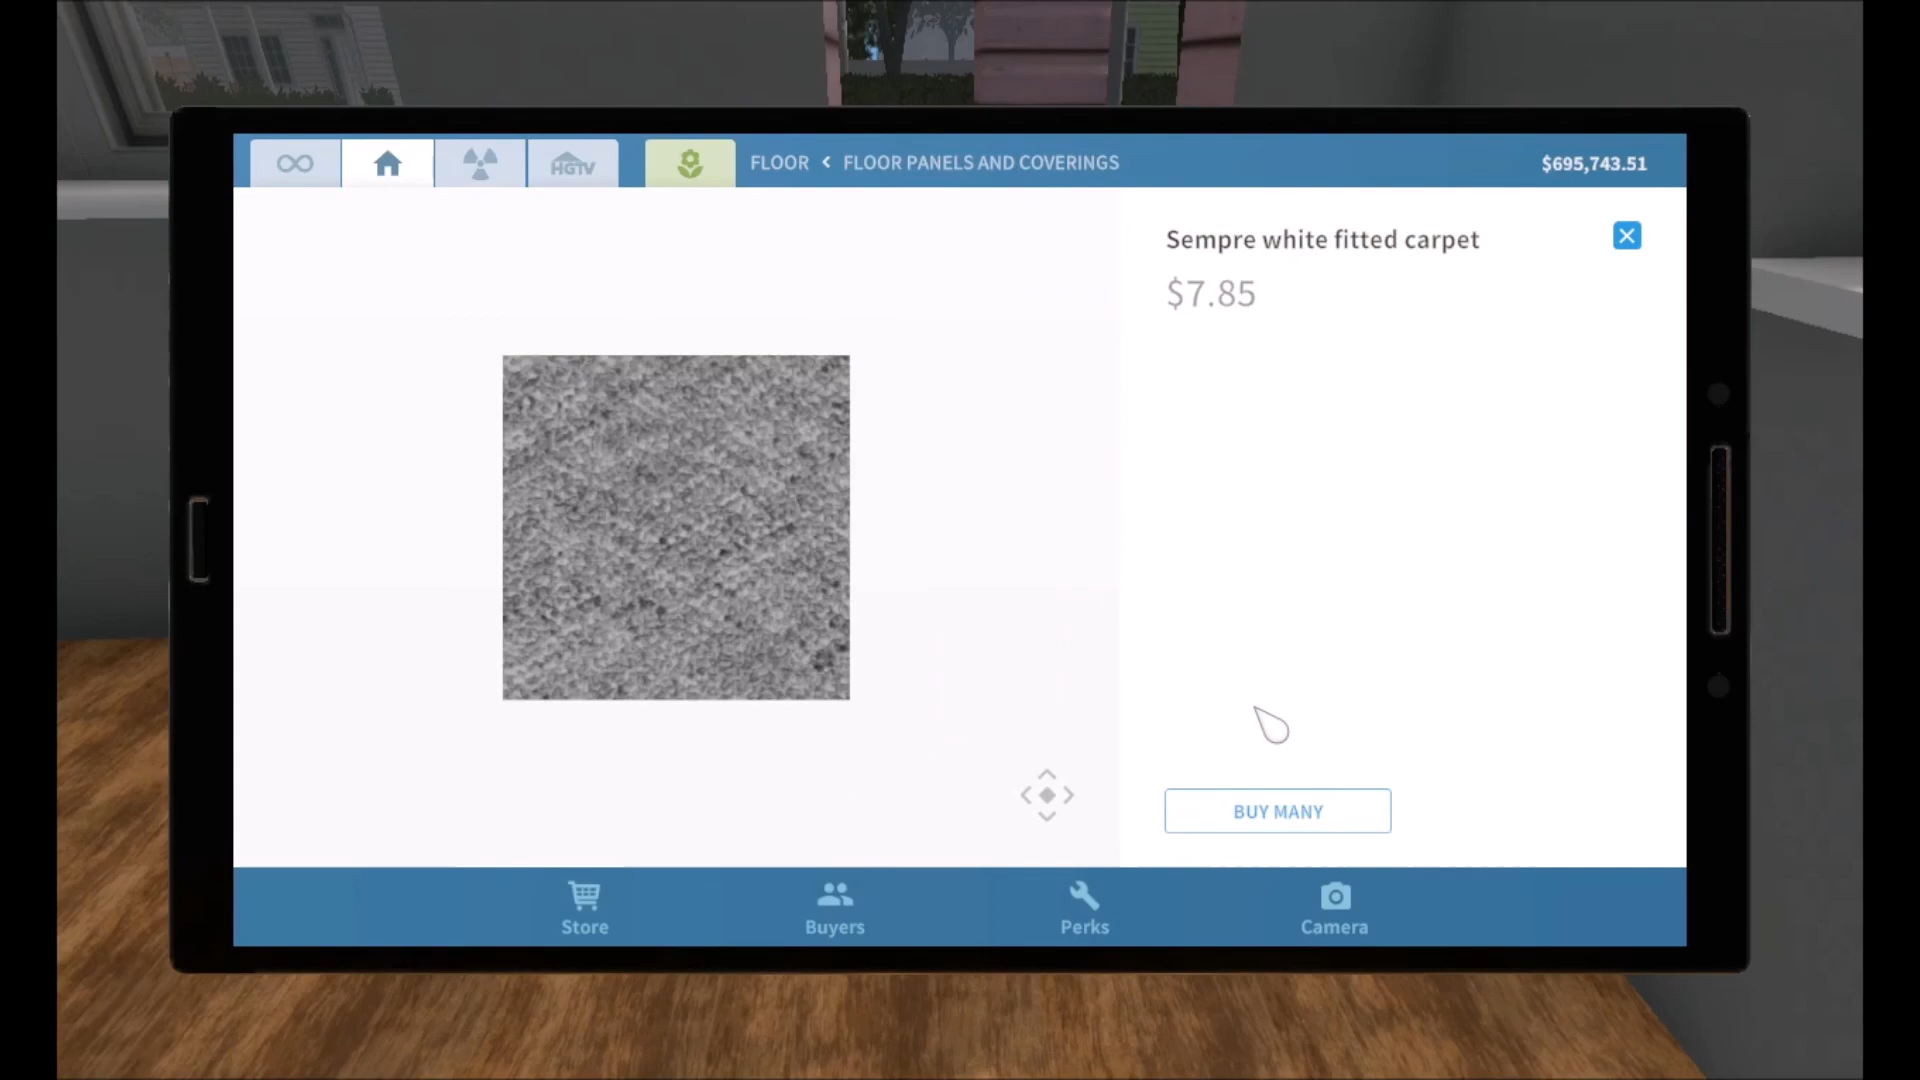 HGTV
FLOOR < FLOOR PANELS AND COVERINGS
$695,743.51
Sempre white fitted carpet
$7.85
BUY MANY
Store
Buyers
Perks
Camera